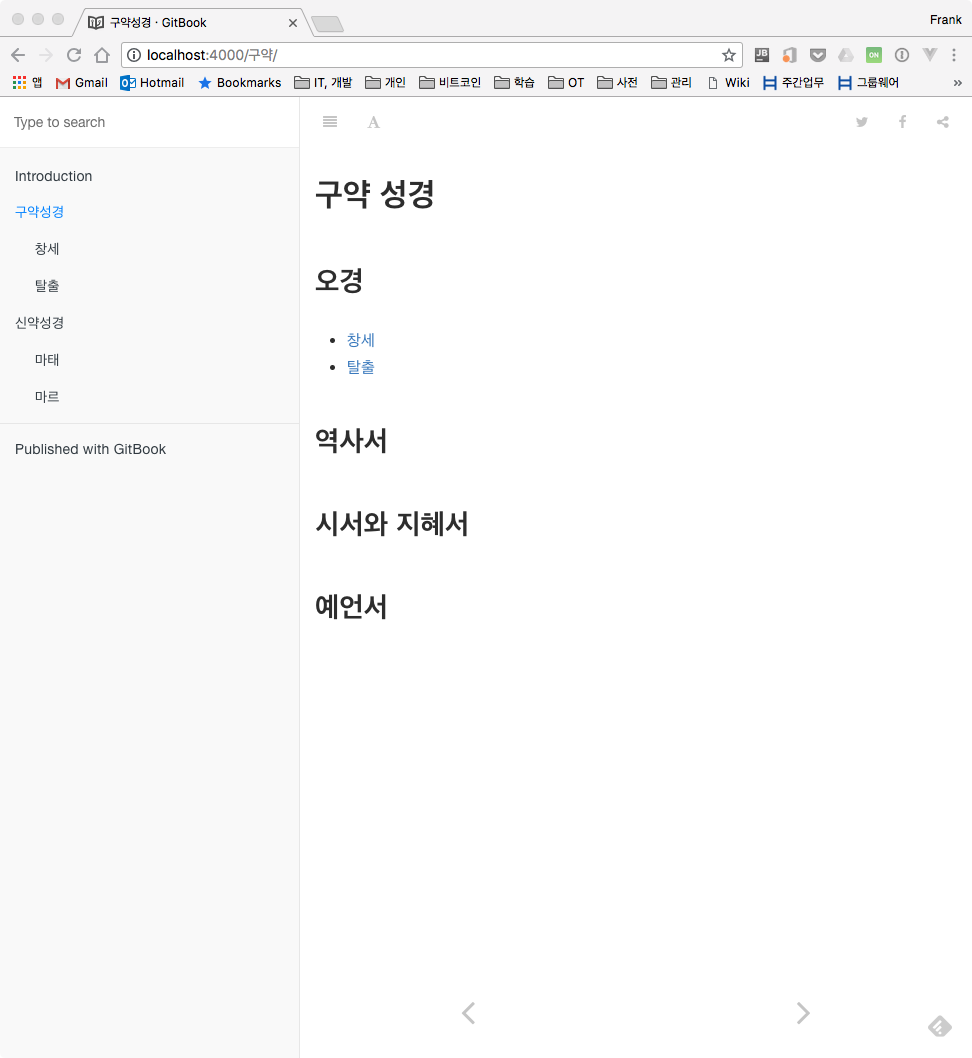 구약성경 · GitBook
Frank
localhost:4000/구약/
JB
ON
앱 Gmail Hotmail Bookmarks IT, 개발 개인 비트코인 학습 OT 사전 관리 Wiki 주간업무 그룹웨어 »
Type to search
A
Introduction
구약성경
창세
탈출
신약성경
마태
마르
Published with GitBook
구약 성경
오경
창세
탈출
역사서
시서와 지혜서
예언서